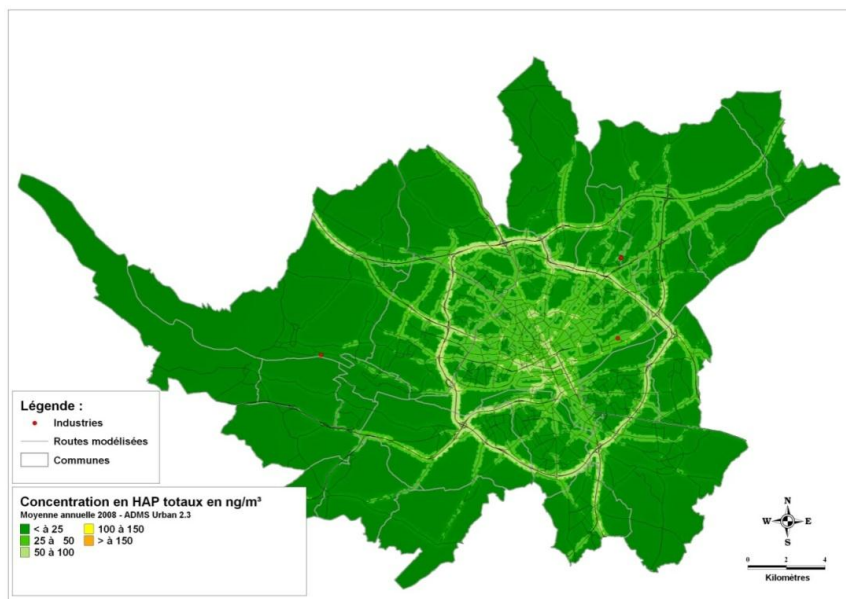 Légende :
Industries
Routes modélisées
Communes
Concentration en HAP totaux en ng/m³
Moyenne annuelle 2008 - ADMS Urban 2.3
< à 25
25 à 50
50 à 100
100 à 150
> à 150
N
W E
S
0 2 4
Kilomètres